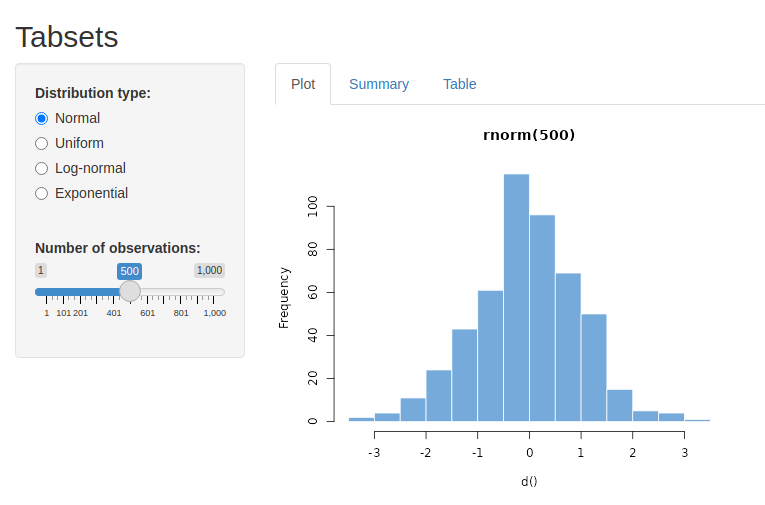 Tabsets
Distribution type:
Normal
Uniform
Log-normal
Exponential
Number of observations:
1 500 1,000
1 101 201 401 601 801 1,000
Plot Summary Table
rnorm(500)
Frequency
100
80
60
40
20
0
-3 -2 -1 0 1 2 3
d()